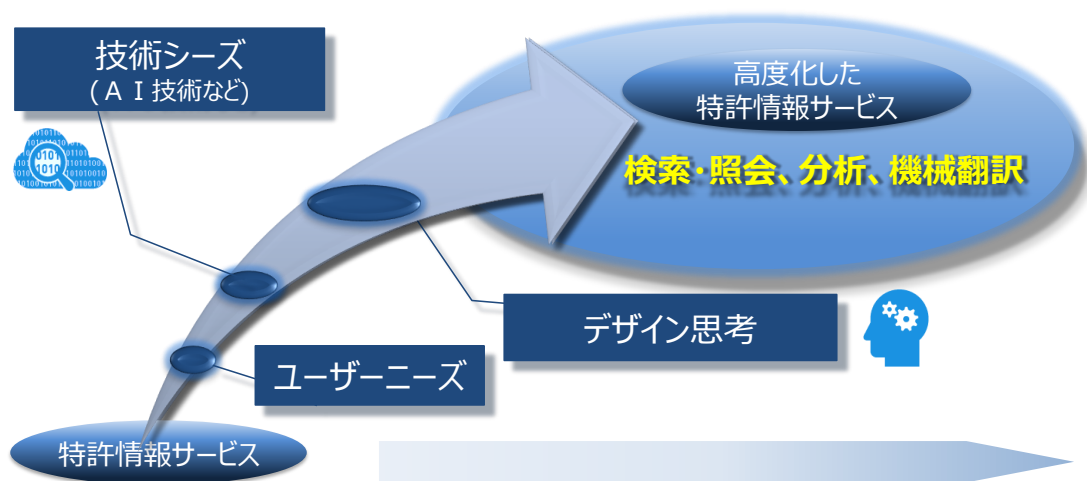 技術シーズ
(ＡＩ技術など)
高度化した
特許情報サービス
検索・照会、分析、機械翻訳
デザイン思考
ユーザーニーズ
特許情報サービス